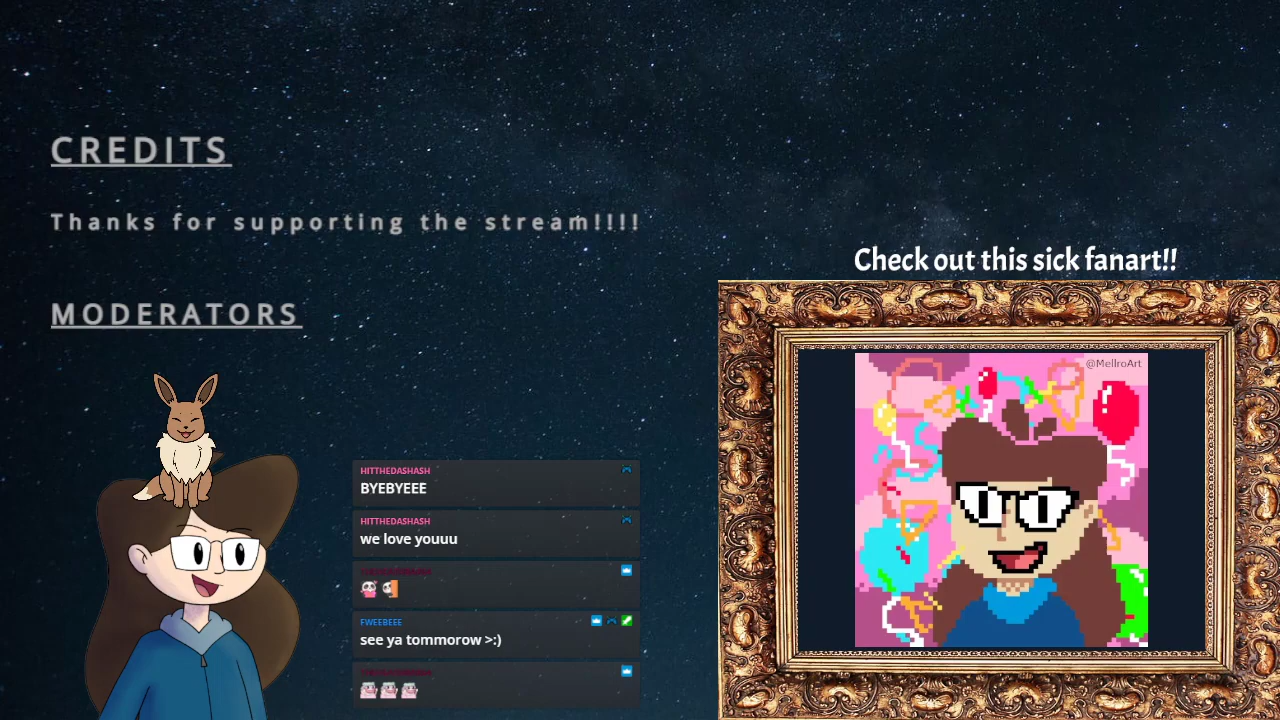 CREDITS
Thanks for supporting the stream!!!!
MODERATORS
Check out this sick fanart!!
@MellroArt
HITTHEDASHASH
BYEBYEEE
HITTHEDASHASH
we love youuu
FWEEBEEE
see ya tommorow >:)